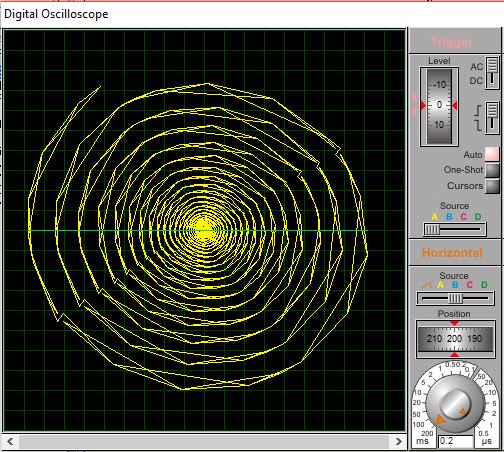 Digital Oscilloscope
Trigger
Level
AC
DC
-10
0
10
Auto
One-Shot
Cursors
Source
A B C D
Horizontal
Source
A B C D
Position
210 200 190
200 100 50 20 10 5 2 1 0.5 0.2 0.1 50 20 10 5 2 1 0.5
ms 0.2 µs